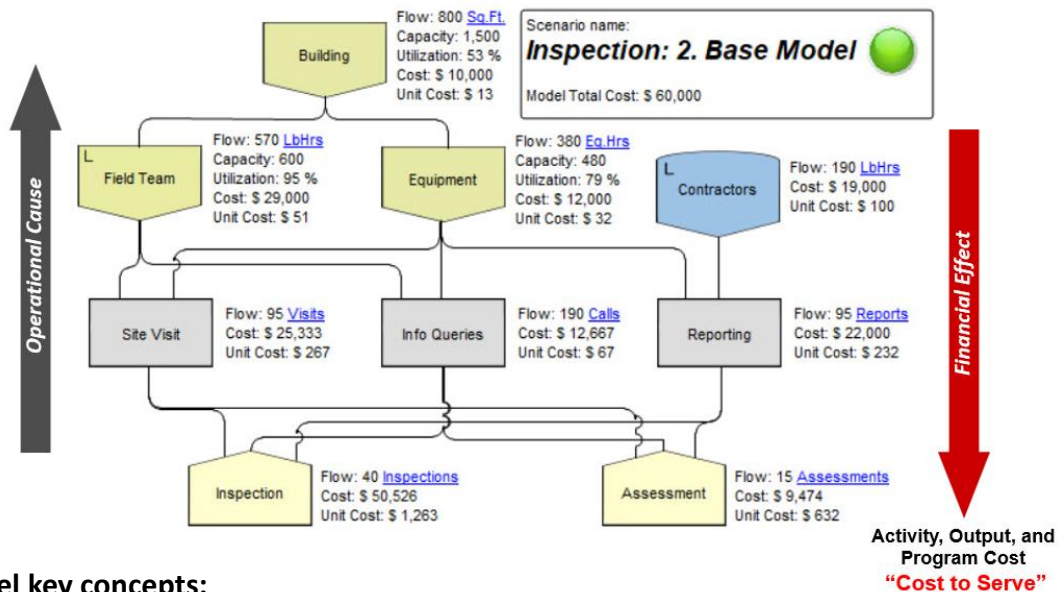 Flow: 800 Sq.Ft.
Capacity: 1,500
Utilization: 53 %
Cost: $ 10,000
Unit Cost: $ 13
Building
Scenario name:
Inspection: 2. Base Model
Model Total Cost: $ 60,000
Operational Cause
Financial Effect
L
Field Team
Flow: 570 LbHrs
Capacity: 600
Utilization: 95 %
Cost: $ 29,000
Unit Cost: $ 51
Equipment
Flow: 380 Eq.Hrs
Capacity: 480
Utilization: 79 %
Cost: $ 12,000
Unit Cost: $ 32
L
Contractors
Flow: 190 LbHrs
Cost: $ 19,000
Unit Cost: $ 100
Site Visit
Flow: 95 Visits
Cost: $ 25,333
Unit Cost: $ 267
Info Queries
Flow: 190 Calls
Cost: $ 12,667
Unit Cost: $ 67
Reporting
Flow: 95 Reports
Cost: $ 22,000
Unit Cost: $ 232
Inspection
Flow: 40 Inspections
Cost: $ 50,526
Unit Cost: $ 1,263
Assessment
Flow: 15 Assessments
Cost: $ 9,474
Unit Cost: $ 632
Activity, Output, and
Program Cost
“Cost to Serve”
key concepts: